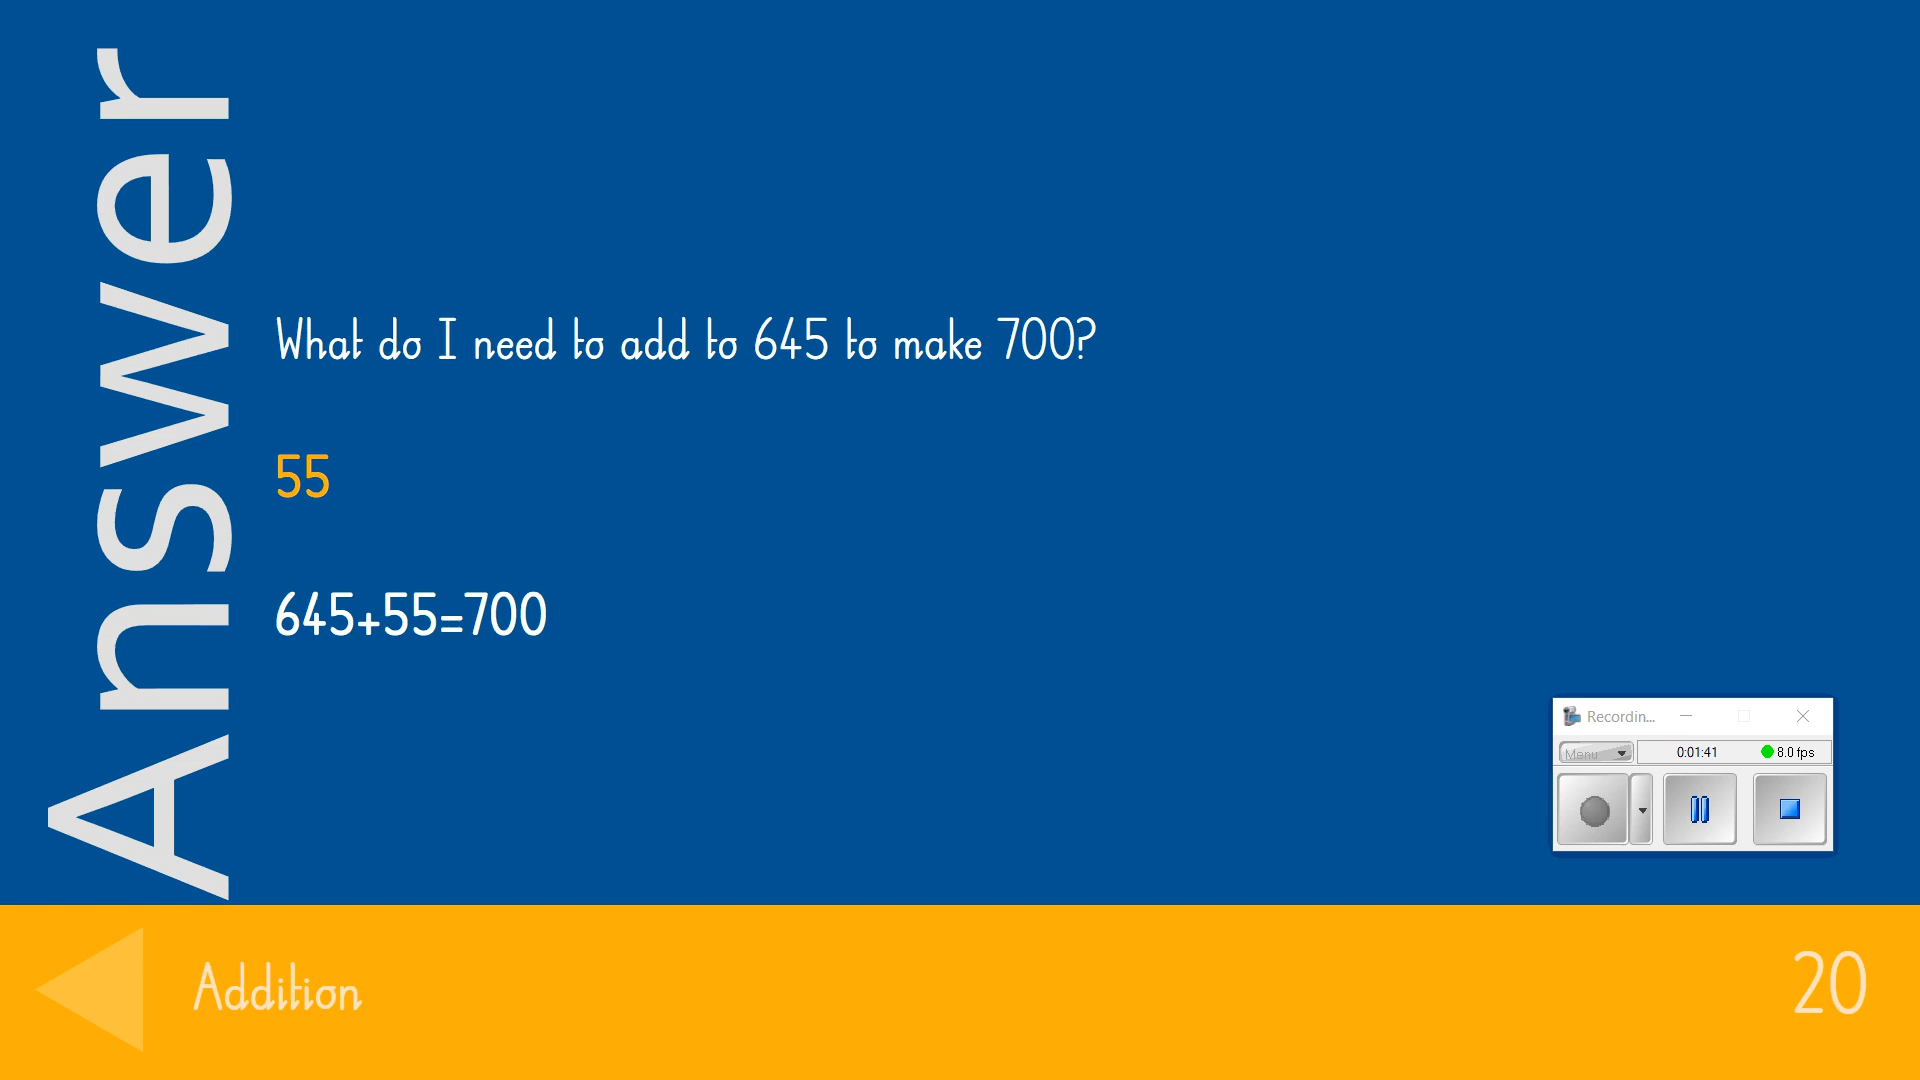 Answer
What do I need to add to 645 to make 700?
55
645+55=700
Recordin...
Menu
0:01:41
8.0 fps
Addition
20